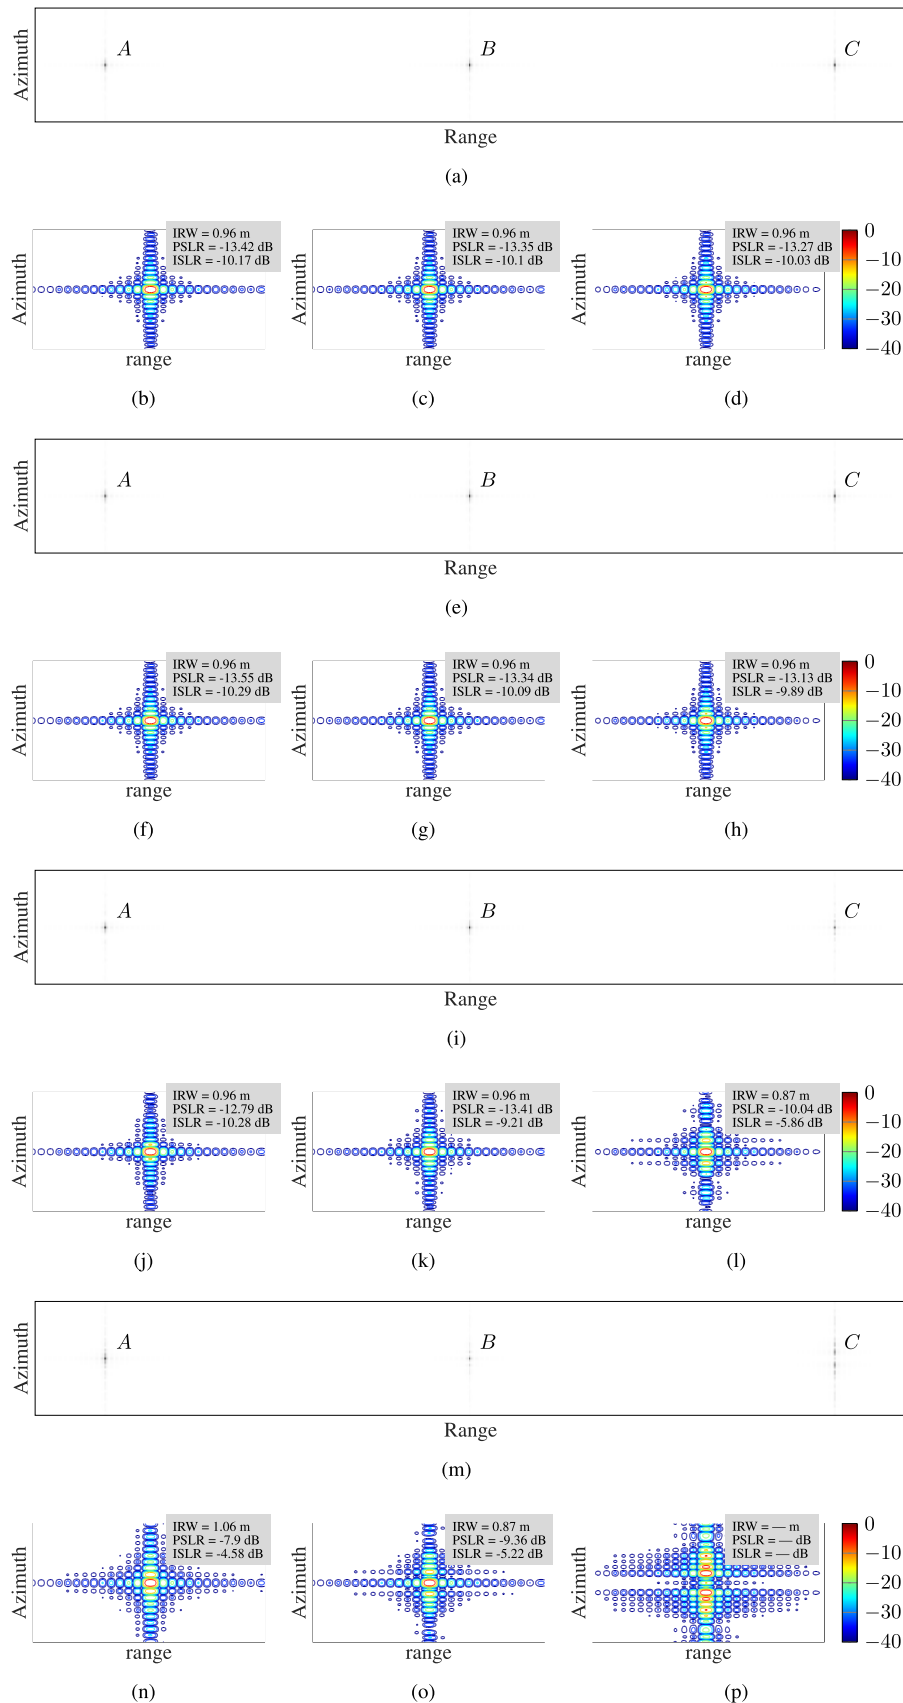 Azimuth
A B C
Range
(a)
Azimuth
IRW = 0.96 m
PSLR = -13.42 dB
ISLR = -10.17 dB
range
(b)
Azimuth
IRW = 0.96 m
PSLR = -13.35 dB
ISLR = -10.1 dB
range
(c)
Azimuth
IRW = 0.96 m
PSLR = -13.27 dB
ISLR = -10.03 dB
range
(d)
0
−10
−20
−30
−40
Azimuth
A B C
Range
(e)
Azimuth
IRW = 0.96 m
PSLR = -13.55 dB
ISLR = -10.29 dB
range
(f)
Azimuth
IRW = 0.96 m
PSLR = -13.34 dB
ISLR = -10.09 dB
range
(g)
Azimuth
IRW = 0.96 m
PSLR = -13.13 dB
ISLR = -9.89 dB
range
(h)
0
−10
−20
−30
−40
Azimuth
A B C
Range
(i)
Azimuth
IRW = 0.96 m
PSLR = -12.79 dB
ISLR = -10.28 dB
range
(j)
Azimuth
IRW = 0.96 m
PSLR = -13.41 dB
ISLR = -9.21 dB
range
(k)
Azimuth
IRW = 0.87 m
PSLR = -10.04 dB
ISLR = -5.86 dB
range
(l)
0
−10
−20
−30
−40
Azimuth
A B C
Range
(m)
Azimuth
IRW = 1.06 m
PSLR = -7.9 dB
ISLR = -4.58 dB
range
(n)
Azimuth
IRW = 0.87 m
PSLR = -9.36 dB
ISLR = -5.22 dB
range
(o)
Azimuth
IRW = — m
PSLR = — dB
ISLR = — dB
range
(p)
0
−10
−20
−30
−40